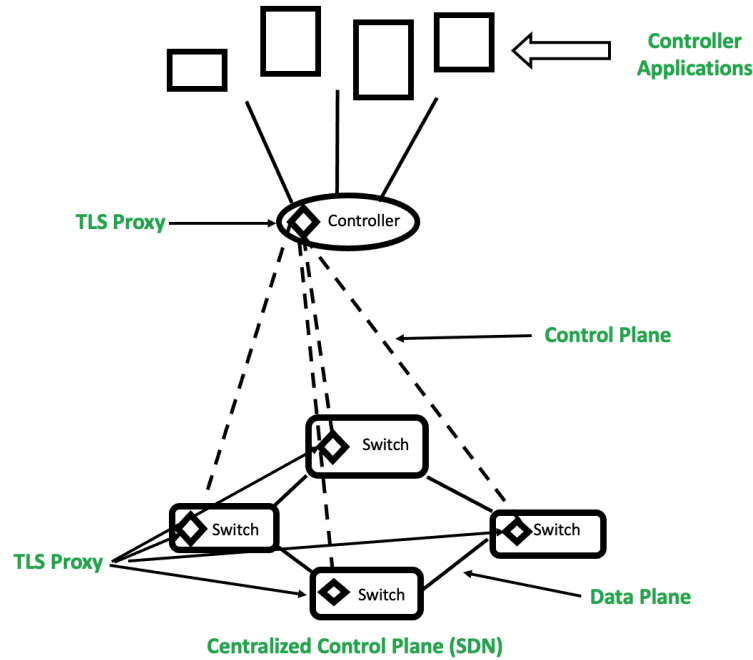 Controller
Applications
TLS Proxy
Controller
Control Plane
Switch
Switch
Switch
TLS Proxy
Switch
Data Plane
Centralized Control Plane (SDN)